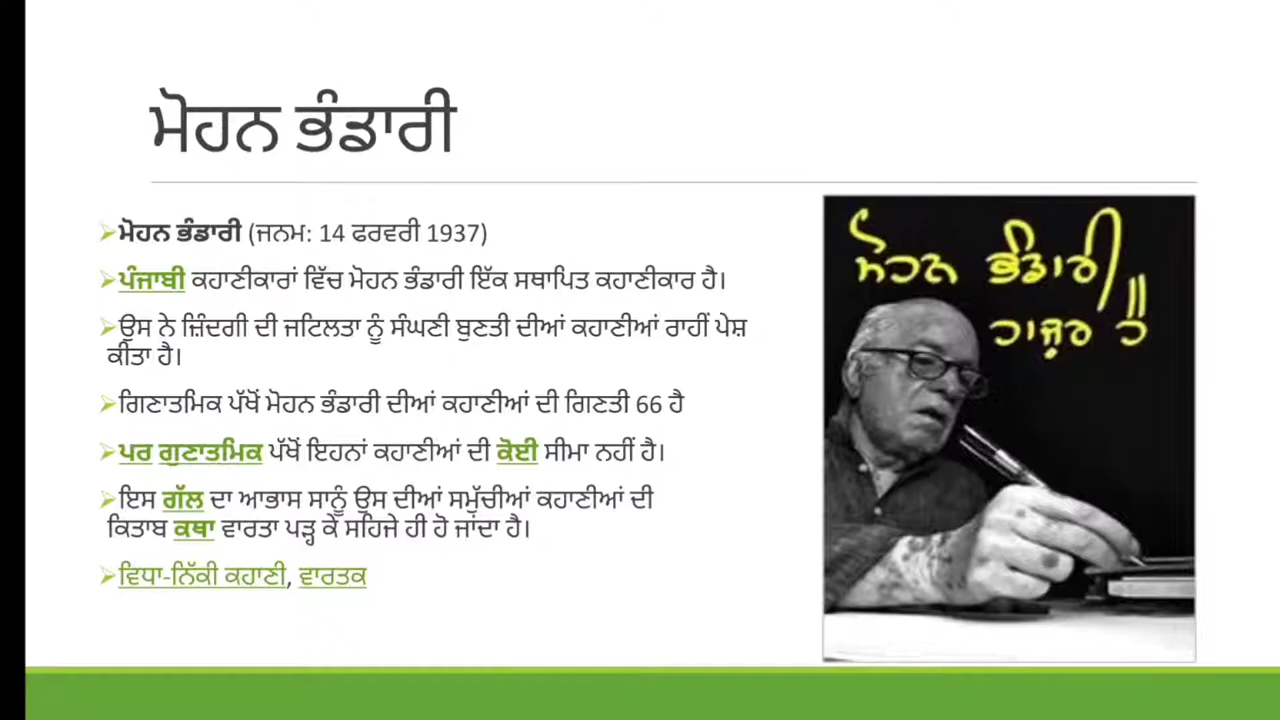 ਮੋਹਨ ਭੰਡਾਰੀ
ਮੋਹਨ ਭੰਡਾਰੀ (ਜਨਮ: 14 ਫਰਵਰੀ 1937)
ਪੰਜਾਬੀ ਕਹਾਣੀਕਾਰਾਂ ਵਿੱਚ ਮੋਹਨ ਭੰਡਾਰੀ ਇੱਕ ਸਥਾਪਿਤ ਕਹਾਣੀਕਾਰ ਹੈ।
ਉਸ ਨੇ ਜ਼ਿੰਦਗੀ ਦੀ ਜਟਿਲਤਾ ਨੂੰ ਸੰਘਣੀ ਬੁਣਤੀ ਦੀਆਂ ਕਹਾਣੀਆਂ ਰਾਹੀਂ ਪੇਸ਼
ਕੀਤਾ ਹੈ।
ਗਿਣਾਤਮਿਕ ਪੱਖੋਂ ਮੋਹਨ ਭੰਡਾਰੀ ਦੀਆਂ ਕਹਾਣੀਆਂ ਦੀ ਗਿਣਤੀ 66 ਹੈ
ਪਰ ਗੁਣਾਤਮਿਕ ਪੱਖੋਂ ਇਹਨਾਂ ਕਹਾਣੀਆਂ ਦੀ ਕੋਈ ਸੀਮਾ ਨਹੀਂ ਹੈ।
ਇਸ ਗੱਲ ਦਾ ਆਭਾਸ ਸਾਨੂੰ ਉਸ ਦੀਆਂ ਸਮੁੱਚੀਆਂ ਕਹਾਣੀਆਂ ਦੀ
ਕਿਤਾਬ ਕਥਾ ਵਾਰਤਾ ਪੜ੍ਹ ਕੇ ਸਹਿਜੇ ਹੀ ਹੋ ਜਾਂਦਾ ਹੈ।
ਵਿਧਾ-ਨਿੱਕੀ ਕਹਾਣੀ, ਵਾਰਤਕ
ਮੋਹਨ ਭੰਡਾਰੀ
ਹਾਜ਼ਰ ਹੈ॥